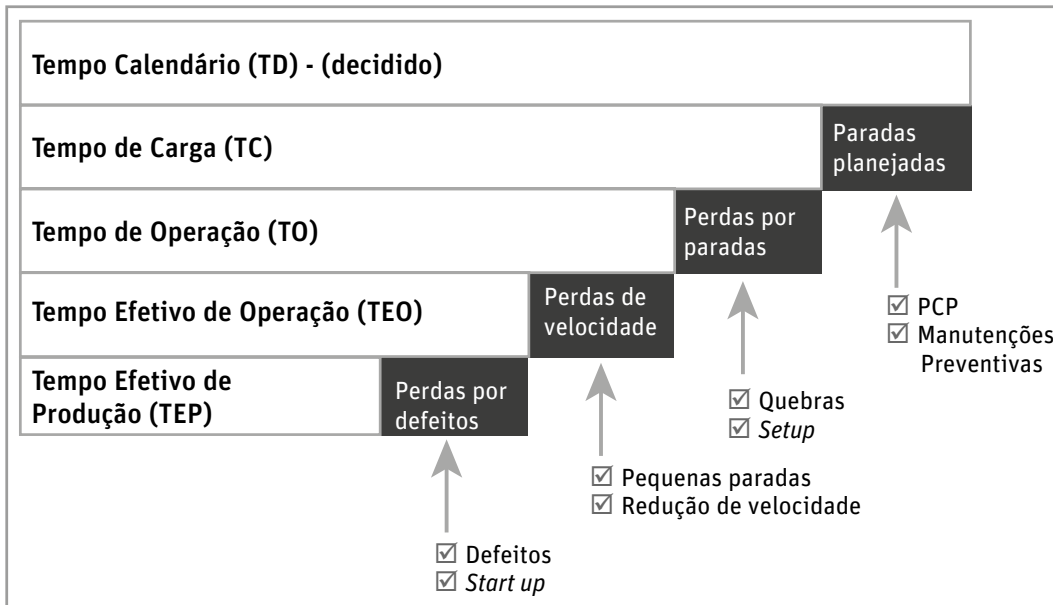 Tempo Calendário (TD) - (decidido)
Tempo de Carga (TC)
Paradas
planejadas
Tempo de Operação (TO)
Perdas por
paradas
Tempo Efetivo de Operação (TEO)
Perdas de
velocidade
Tempo Efetivo de
Produção (TEP)
Perdas por
defeitos
☑ PCP
☑ Manutenções
Preventivas
☑ Quebras
☑ Setup
☑ Pequenas paradas
☑ Redução de velocidade
☑ Defeitos
☑ Start up